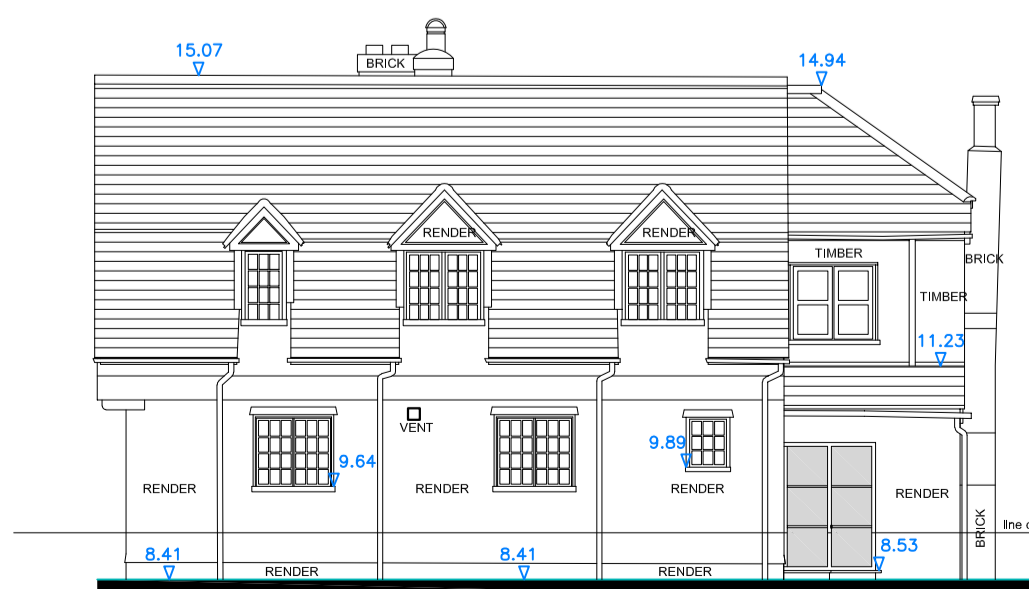 15.07
BRICK
14.94
RENDER
RENDER
TIMBER
BRICK
TIMBER
11.23
VENT
9.64
9.89
RENDER
RENDER
RENDER
RENDER
BRICK
line
8.41
8.41
8.53
RENDER
RENDER